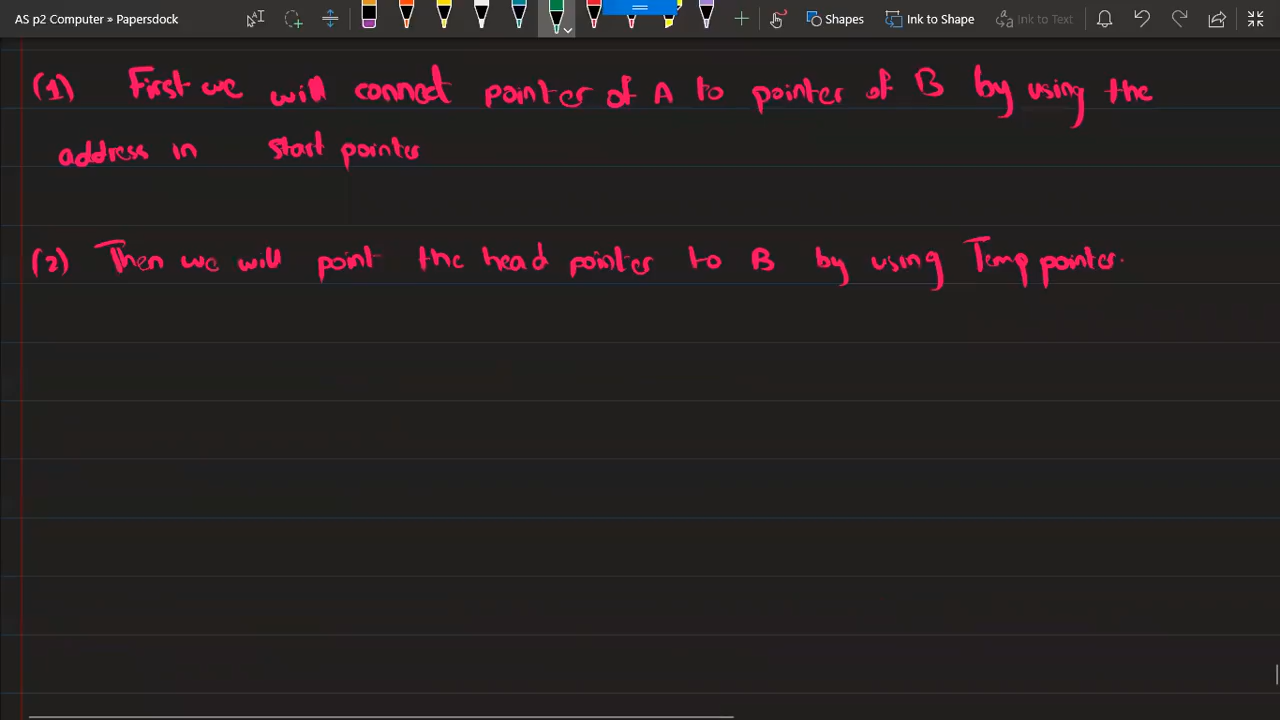 AS p2 Computer » Papersdock
Shapes
Ink to Shape
Ink to Text
(1) First we will connect pointer of A to pointer of B by using the
address in start pointer
(2) Then we will point the head pointer to B by using Temp pointer.